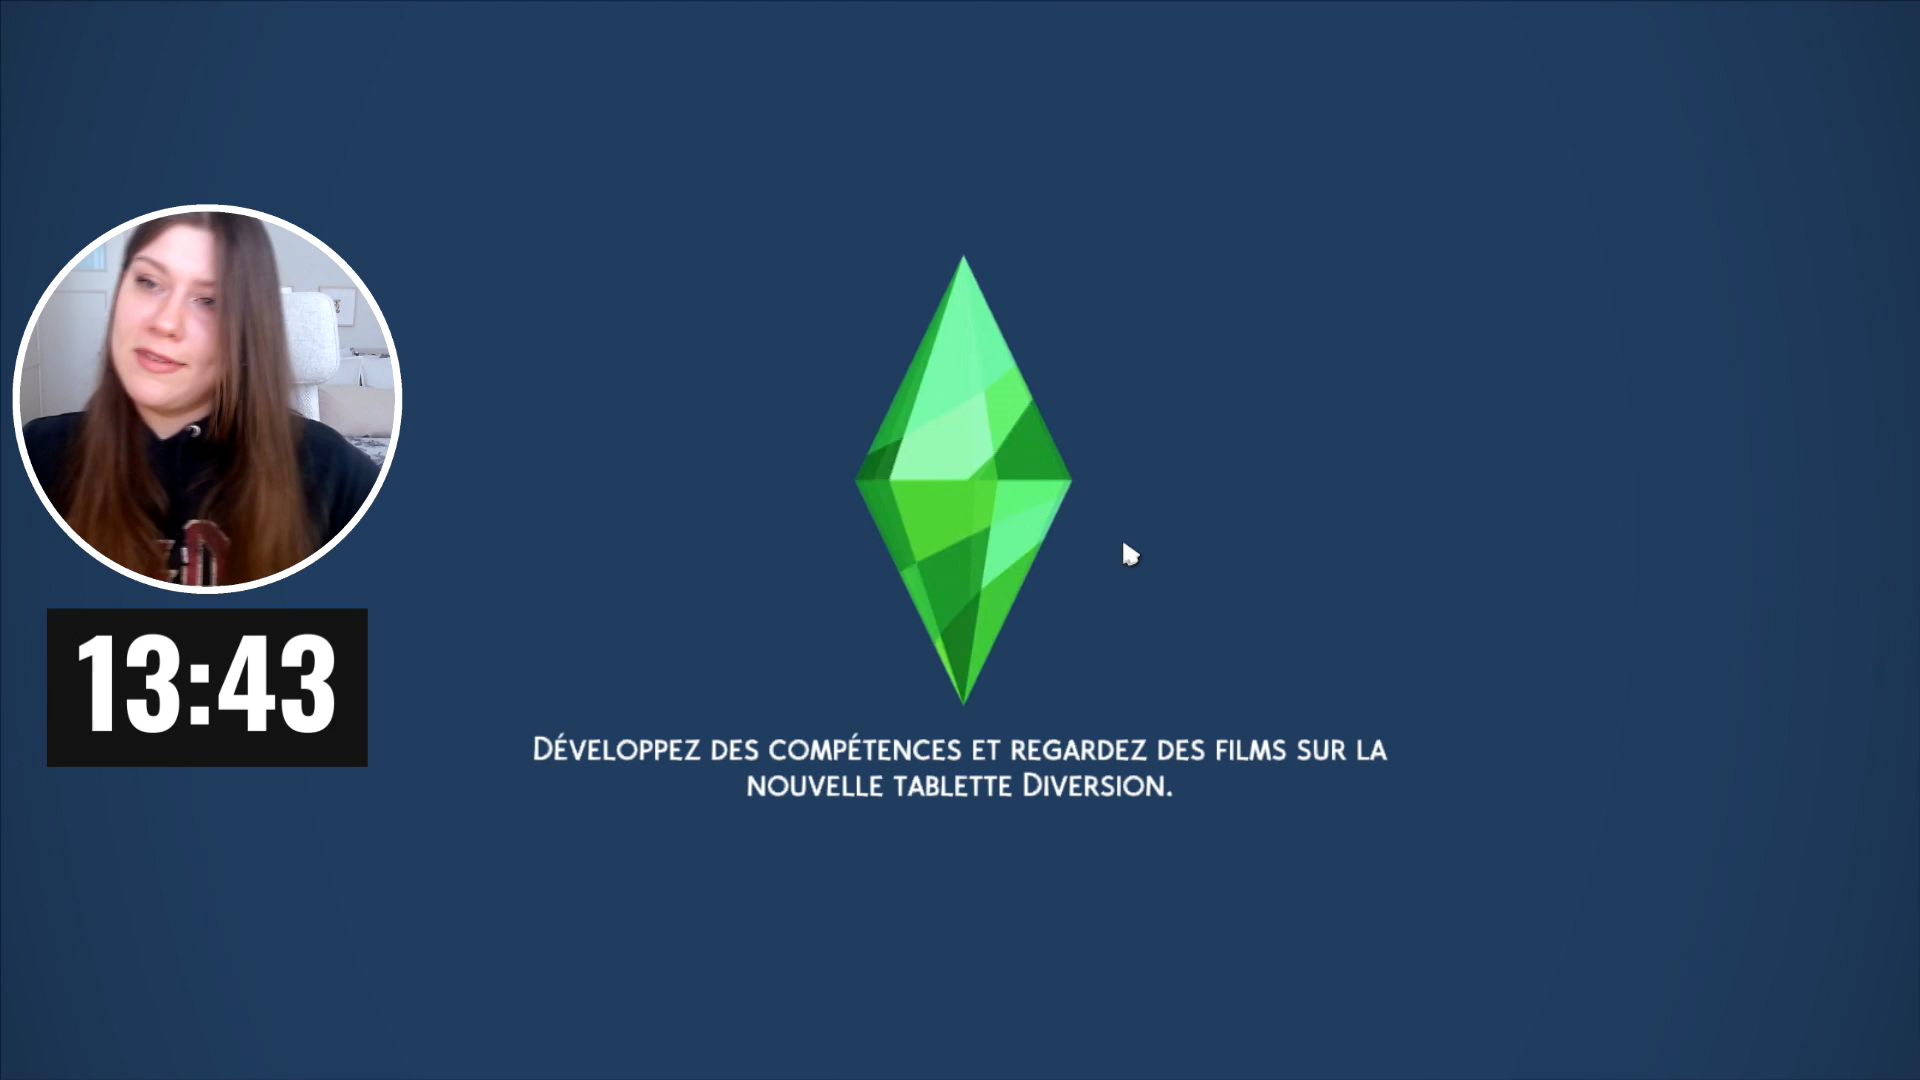 13:43
Développez des compétences et regardez des films sur la
nouvelle tablette Diversion.